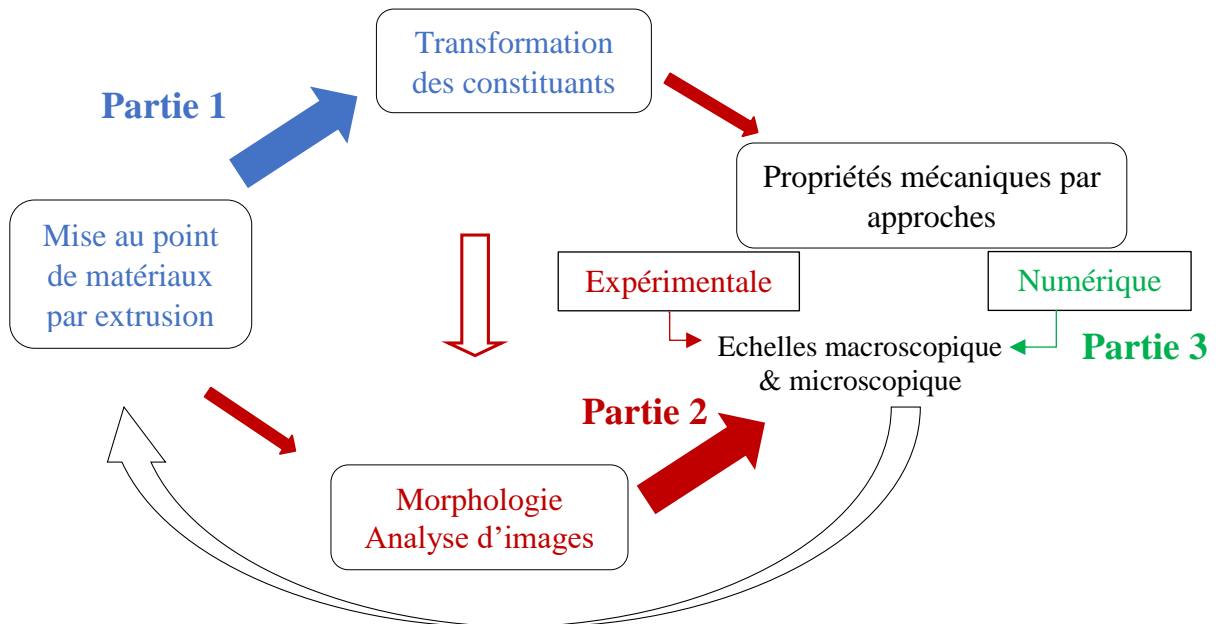 Transformation
des constituants
Partie 1
Propriétés mécaniques par
approches
Mise au point
de matériaux
par extrusion
Expérimentale
Numérique
Echelles macroscopique
& microscopique
Partie 3
Partie 2
Morphologie
Analyse d’images